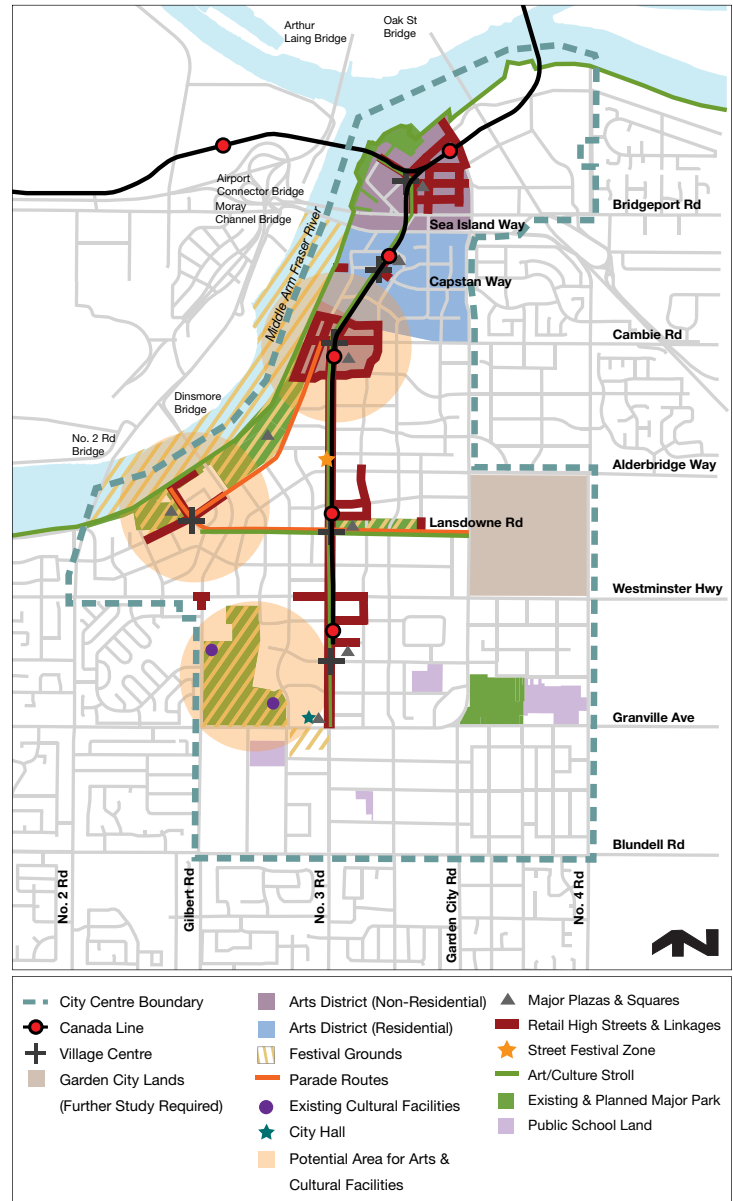 Arthur
Laing Bridge
Oak St
Bridge
Airport
Connector Bridge
Moray
Channel Bridge
Bridgeport Rd
Sea Island Way
Middle Arm Fraser River
Capstan Way
Cambie Rd
Dinsmore
Bridge
No. 2 Rd
Bridge
Alderbridge Way
Lansdowne Rd
Westminster Hwy
Granville Ave
Blundell Rd
No. 2 Rd
Gilbert Rd
No. 3 Rd
Garden City Rd
No. 4 Rd
N
City Centre Boundary
Canada Line
Village Centre
Garden City Lands
(Further Study Required)
Arts District (Non-Residential)
Arts District (Residential)
Festival Grounds
Parade Routes
Existing Cultural Facilities
City Hall
Potential Area for Arts &
Cultural Facilities
Major Plazas & Squares
Retail High Streets & Linkages
Street Festival Zone
Art/Culture Stroll
Existing & Planned Major Park
Public School Land